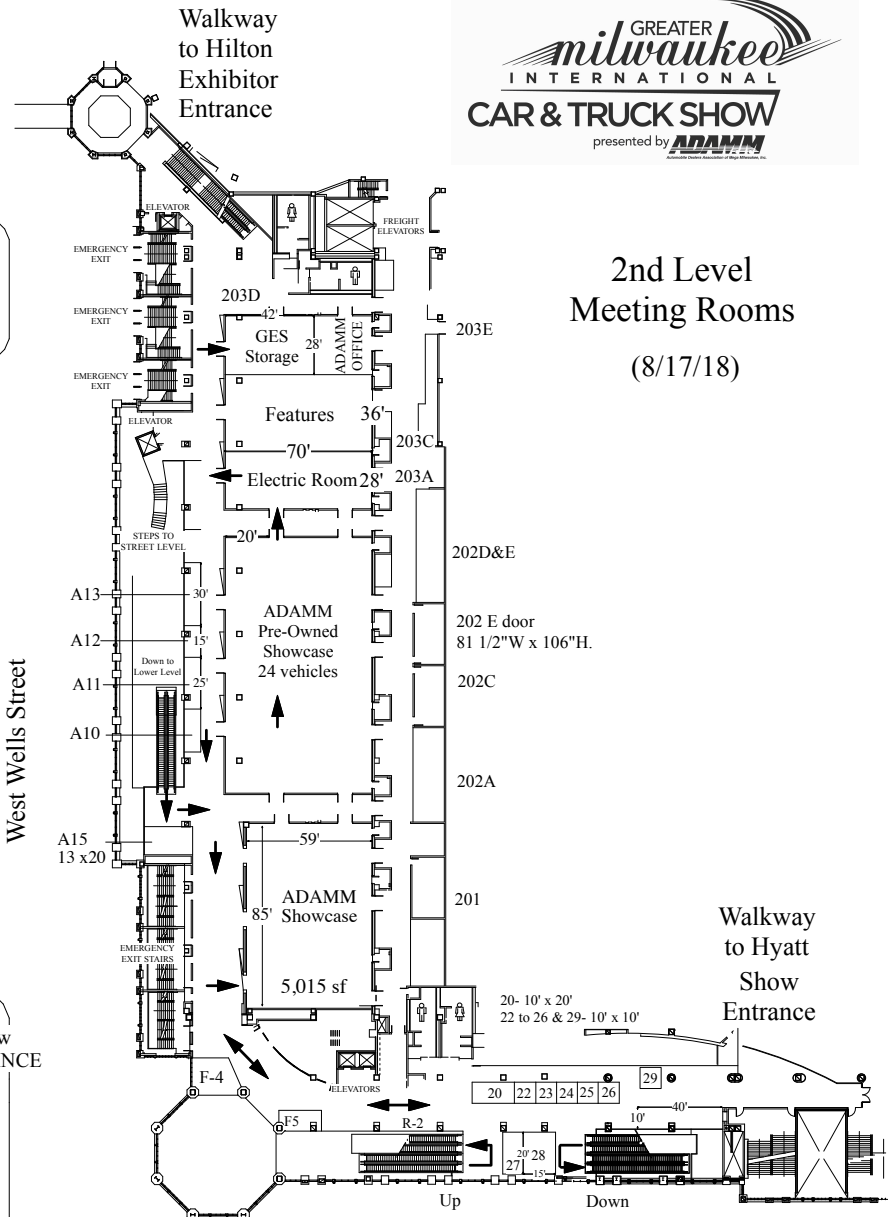 Walkway
to Hilton
Exhibitor
Entrance
GREATER
milwaukee
INTERNATIONAL
CAR & TRUCK SHOW
presented by ADAMM
Automobile Dealers Association of Mega Milwaukee, Inc.
2nd Level
Meeting Rooms
(8/17/18)
ELEVATOR
FREIGHT
ELEVATORS
EMERGENCY
EXIT
EMERGENCY
EXIT
EMERGENCY
EXIT
203D
42'
GES
Storage
28'
ADAMM
OFFICE
203E
ELEVATOR
Features
36'
203C
70'
Electric Room
28'
203A
STEPS TO
STREET LEVEL
20'
202D&E
A13
30'
ADAMM
Pre-Owned
Showcase
24 vehicles
202 E door
81 1/2"W x 106"H.
A12
15'
Down to
Lower Level
A11
25'
202C
A10
West Wells Street
202A
A15
13 x20
59'
ADAMM
Showcase
85'
201
5,015 sf
EMERGENCY
EXIT STAIRS
Walkway
to Hyatt
Show
Entrance
20- 10' x 20'
22 to 26 & 29- 10' x 10'
w
NCE
F-4
ELEVATORS
29
20
22
23
24
25
26
F5
R-2
40'
10'
27
20'
28
15'
Up
Down